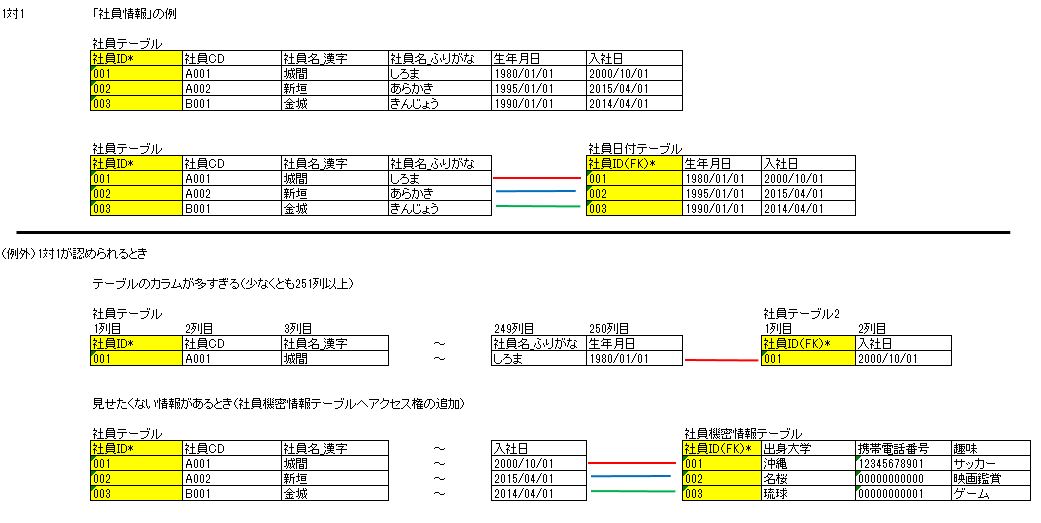 1対1 「社員情報」の例
社員テーブル
社員ID* 社員CD 社員名_漢字 社員名_ふりがな 生年月日 入社日
001 A001 城間 しろま 1980/01/01 2000/10/01
002 A002 新垣 あらかき 1995/01/01 2015/04/01
003 B001 金城 きんじょう 1990/01/01 2014/04/01
社員テーブル 社員日付テーブル
社員ID* 社員CD 社員名_漢字 社員名_ふりがな 社員ID(FK)* 生年月日 入社日
001 A001 城間 しろま 001 1980/01/01 2000/10/01
002 A002 新垣 あらかき 002 1995/01/01 2015/04/01
003 B001 金城 きんじょう 003 1990/01/01 2014/04/01
(例外)1対1が認められるとき
テーブルのカラムが多すぎる(少なくとも251列以上)
社員テーブル 社員テーブル2
1列目 2列目 3列目 249列目 250列目 1列目 2列目
社員ID* 社員CD 社員名_漢字 ～ 社員名_ふりがな 生年月日 社員ID(FK)* 入社日
001 A001 城間 ～ しろま 1980/01/01 001 2000/10/01
見せたくない情報があるとき(社員機密情報テーブルへアクセス権の追加)
社員テーブル 社員機密情報テーブル
社員ID* 社員CD 社員名_漢字 ～ 入社日 社員ID(FK)* 出身大学 携帯電話番号 趣味
001 A001 城間 ～ 2000/10/01 001 沖縄 12345678901 サッカー
002 A002 新垣 ～ 2015/04/01 002 名桜 00000000000 映画鑑賞
003 B001 金城 ～ 2014/04/01 003 琉球 00000000001 ゲーム